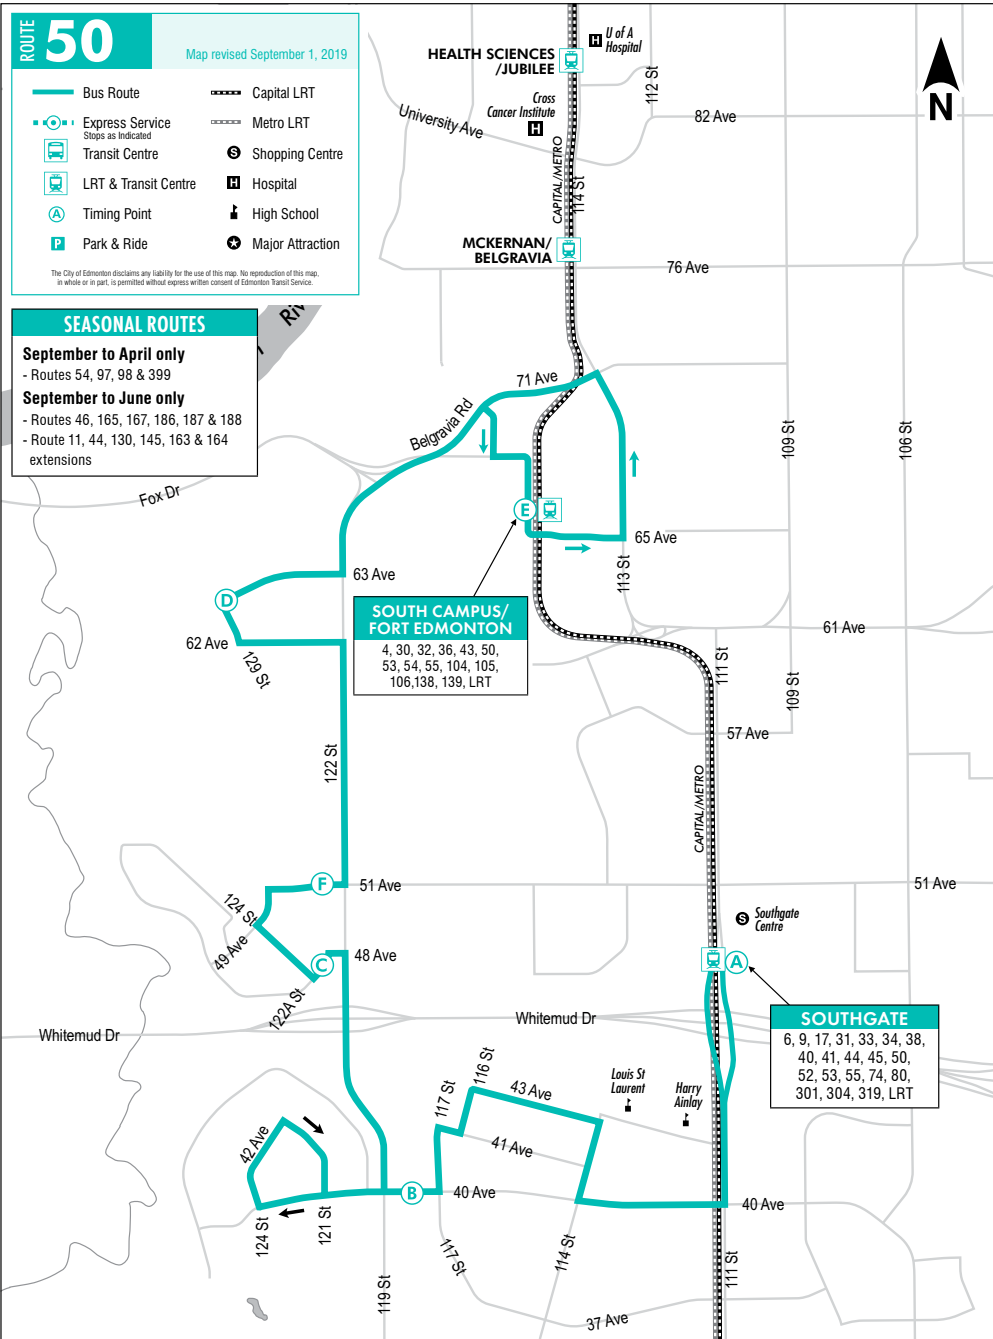 ROUTE 50
Map revised September 1, 2019
Bus Route
Capital LRT
Express Service
Stops as Indicated
Metro LRT
Transit Centre
S Shopping Centre
LRT & Transit Centre
H Hospital
A Timing Point
High School
P Park & Ride
Major Attraction
The City of Edmonton disclaims any liability for the use of this map. No reproduction of this map,
in whole or in part, is permitted without express written consent of Edmonton Transit Service.
SEASONAL ROUTES
September to April only
- Routes 54, 97, 98 & 399
September to June only
- Routes 46, 165, 167, 186, 187 & 188
- Route 11, 44, 130, 145, 163 & 164
extensions
N
HEALTH SCIENCES
/JUBILEE
H
U of A
Hospital
Cross
Cancer Institute
H
University Ave
112 St
82 Ave
CAPITAL/METRO
114 St
MCKERNAN/
BELGRAVIA
76 Ave
71 Ave
Belgravia Rd
Fox Dr
109 St
106 St
E
65 Ave
113 St
63 Ave
D
62 Ave
129 St
SOUTH CAMPUS/
FORT EDMONTON
4, 30, 32, 36, 43, 50,
53, 54, 55, 104, 105,
106,138, 139, LRT
61 Ave
111 St
109 St
57 Ave
122 St
CAPITAL/METRO
F
51 Ave
51 Ave
124 St
49 Ave
C
48 Ave
122A St
S
Southgate
Centre
A
Whitemud Dr
Whitemud Dr
SOUTHGATE
6, 9, 17, 31, 33, 34, 38,
40, 41, 44, 45, 50,
52, 53, 55, 74, 80,
301, 304, 319, LRT
116 St
117 St
43 Ave
Louis St
Laurent
Harry
Ainlay
42 Ave
41 Ave
B
40 Ave
40 Ave
124 St
121 St
119 St
117 St
114 St
111 St
37 Ave